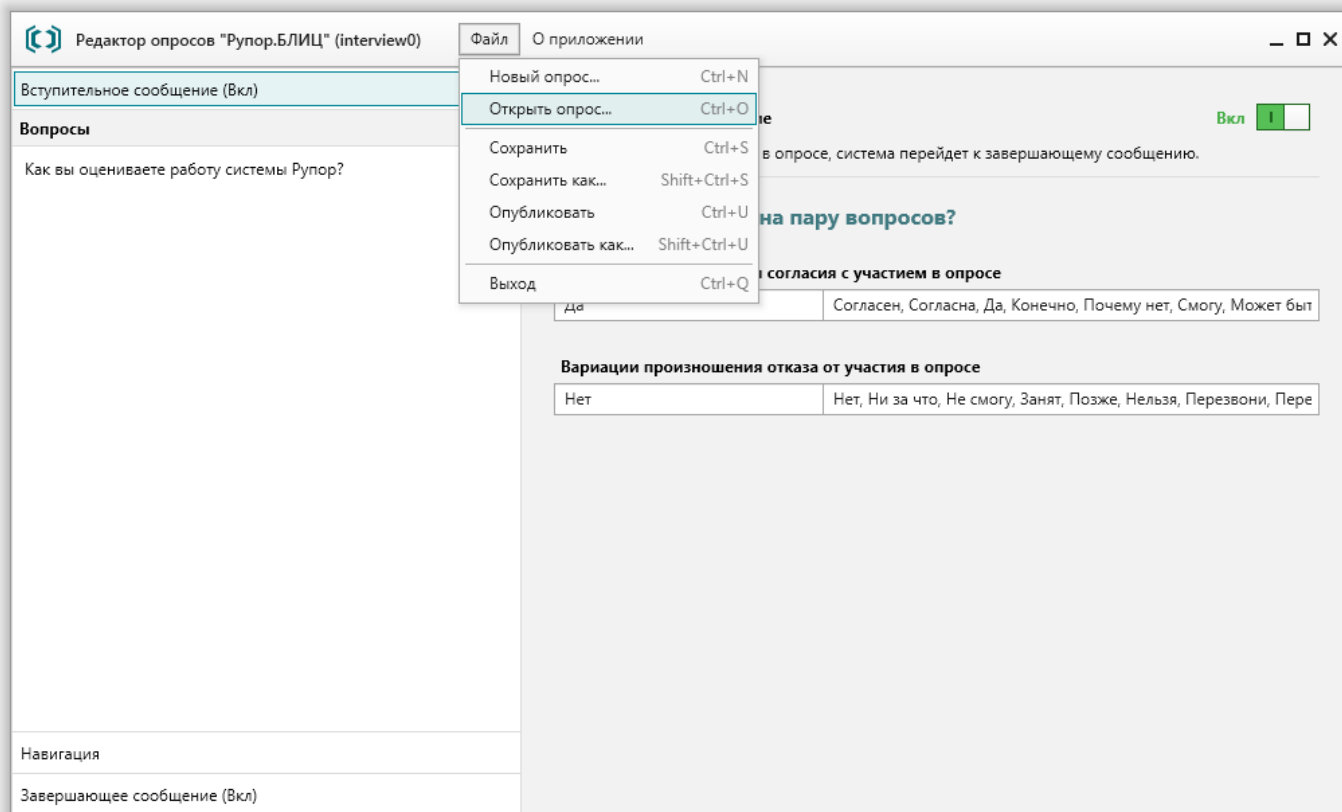 Редактор опросов "Рупор.БЛИЦ" (interview0) Файл О приложении
Вступительное сообщение (Вкл)
Вопросы
Как вы оцениваете работу системы Рупор?
Навигация
Завершающее сообщение (Вкл)
Новый опрос... Ctrl+N
Открыть опрос... Ctrl+O
Сохранить Ctrl+S
Сохранить как... Shift+Ctrl+S
Опубликовать Ctrl+U
Опубликовать как... Shift+Ctrl+U
Выход Ctrl+Q
Вкл
в опросе, система перейдет к завершающему сообщению.
на пару вопросов?
согласия с участием в опросе
Да Согласен, Согласна, Да, Конечно, Почему нет, Смогу, Может быт
Вариации произношения отказа от участия в опросе
Нет Нет, Ни за что, Не смогу, Занят, Позже, Нельзя, Перезвони, Пере